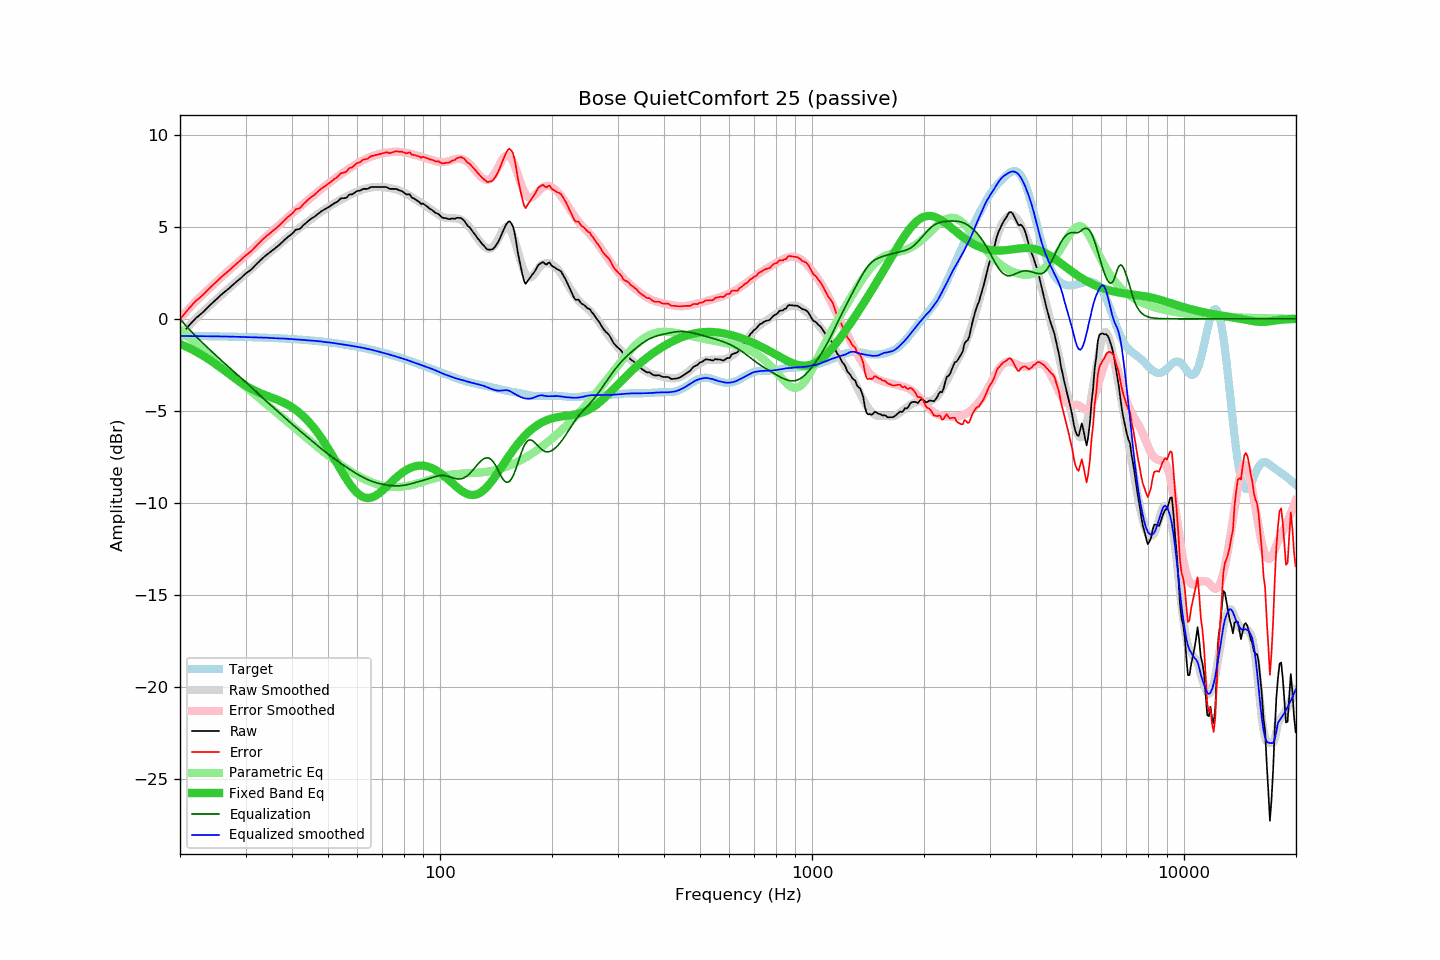 Bose QuietComfort 25 (passive)
10
5
0
−5
−10
−15
−20
−25
Amplitude (dBr)
Target
Raw Smoothed
Error Smoothed
Raw
Error
Parametric Eq
Fixed Band Eq
Equalization
Equalized smoothed
100
1000
10000
Frequency (Hz)